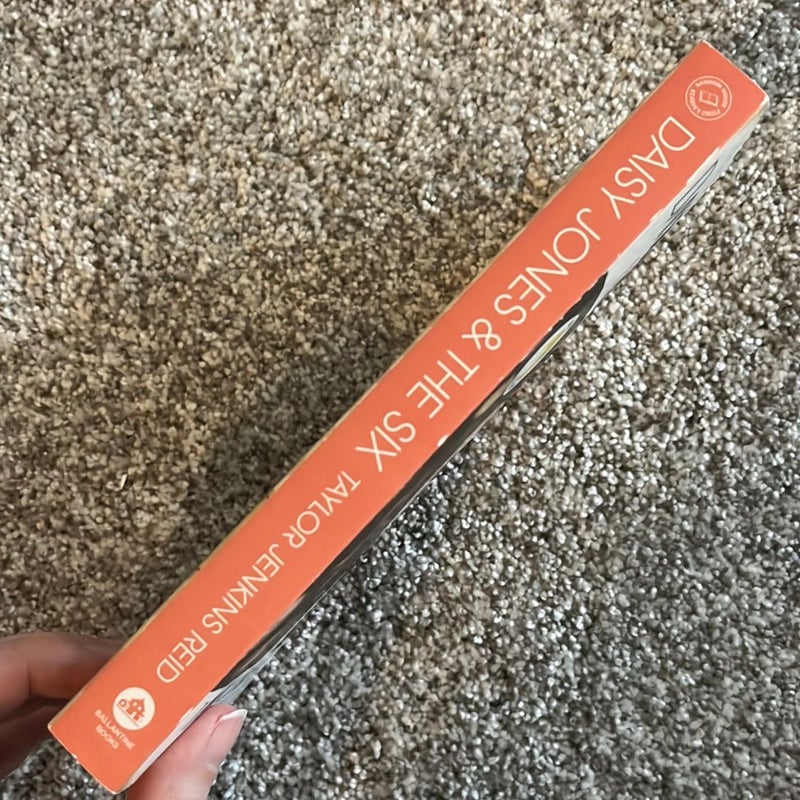 DAISY JONES & THE SIX
TAYLOR JENKINS REID
BALLANTINE
BOOKS